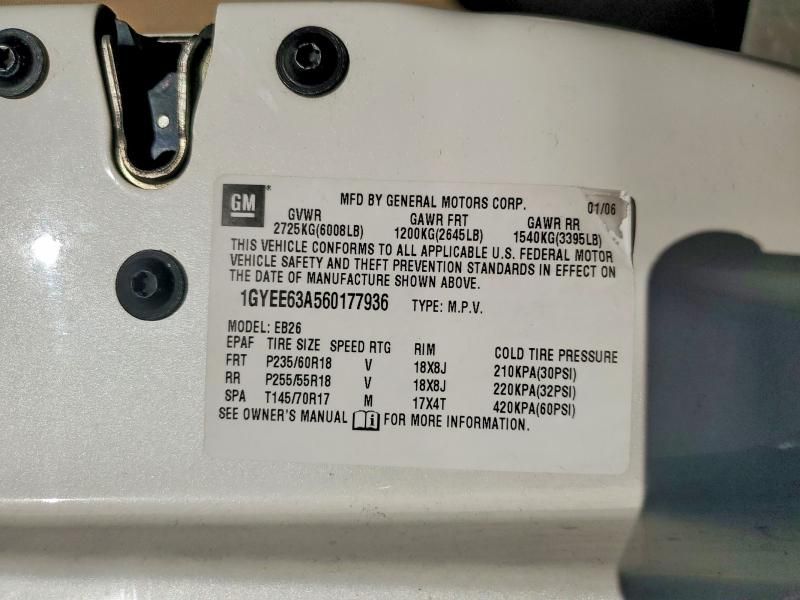 GM® MFD BY GENERAL MOTORS CORP. 01/06
GVWR GAWR FRT GAWR RR
2725KG(6008LB) 1200KG(2645LB) 1540KG(3395LB)
THIS VEHICLE CONFORMS TO ALL APPLICABLE U.S. FEDERAL MOTOR
VEHICLE SAFETY AND THEFT PREVENTION STANDARDS IN EFFECT ON
THE DATE OF MANUFACTURE SHOWN ABOVE.
1GYEE63A560177936 TYPE: M.P.V.
MODEL: EB26
EPAF TIRE SIZE SPEED RTG RIM COLD TIRE PRESSURE
FRT P235/60R18 V 18X8J 210KPA(30PSI)
RR P255/55R18 V 18X8J 220KPA(32PSI)
SPA T145/70R17 M 17X4T 420KPA(60PSI)
SEE OWNER'S MANUAL i FOR MORE INFORMATION.